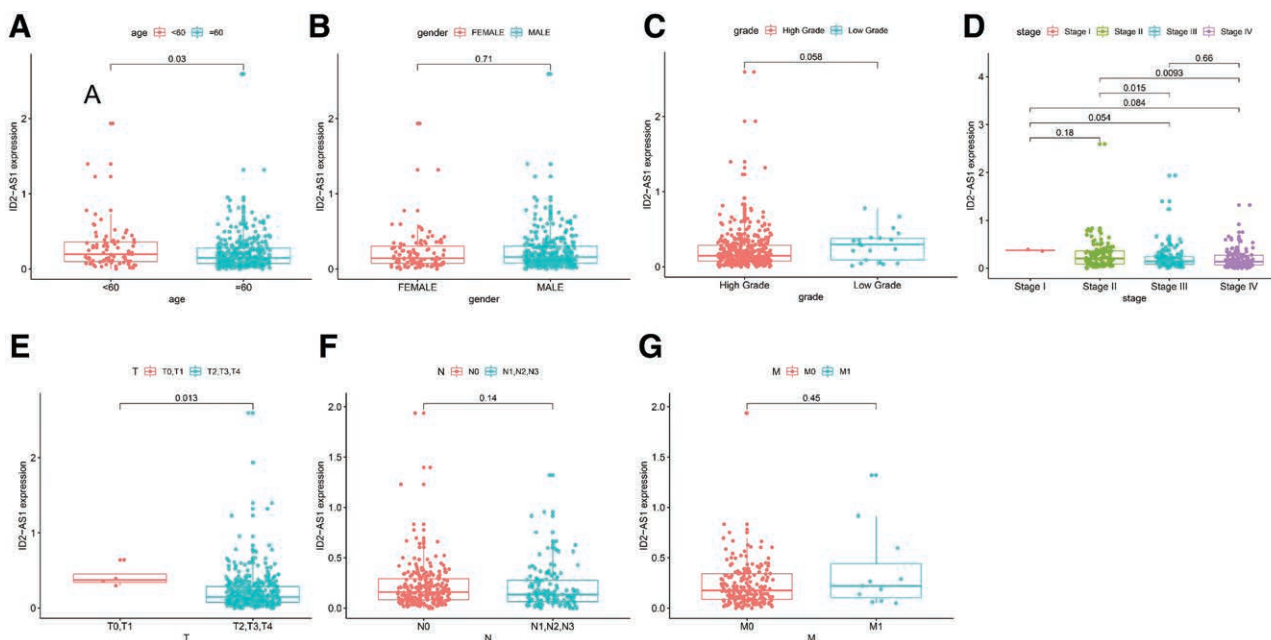 A
age <60 =60
0.03
A
ID2-AS1 expression
2
1
0
<60 =60
age
B
gender FEMALE MALE
0.71
ID2-AS1 expression
2
1
0
FEMALE MALE
gender
C
grade High Grade Low Grade
0.058
ID2-AS1 expression
2
1
0
High Grade Low Grade
grade
D
stage Stage I Stage II Stage III Stage IV
0.66
0.0093
0.015
0.084
0.054
0.18
ID2-AS1 expression
4
3
2
1
0
Stage I Stage II Stage III Stage IV
stage
E
T T0,T1 T2,T3,T4
0.013
ID2-AS1 expression
2
1
0
T0,T1 T2,T3,T4
T
F
N N0 N1,N2,N3
0.14
ID2-AS1 expression
2.0
1.5
1.0
0.5
0.0
N0 N1,N2,N3
N
G
M M0 M1
0.45
ID2-AS1 expression
2.0
1.5
1.0
0.5
0.0
M0 M1
M